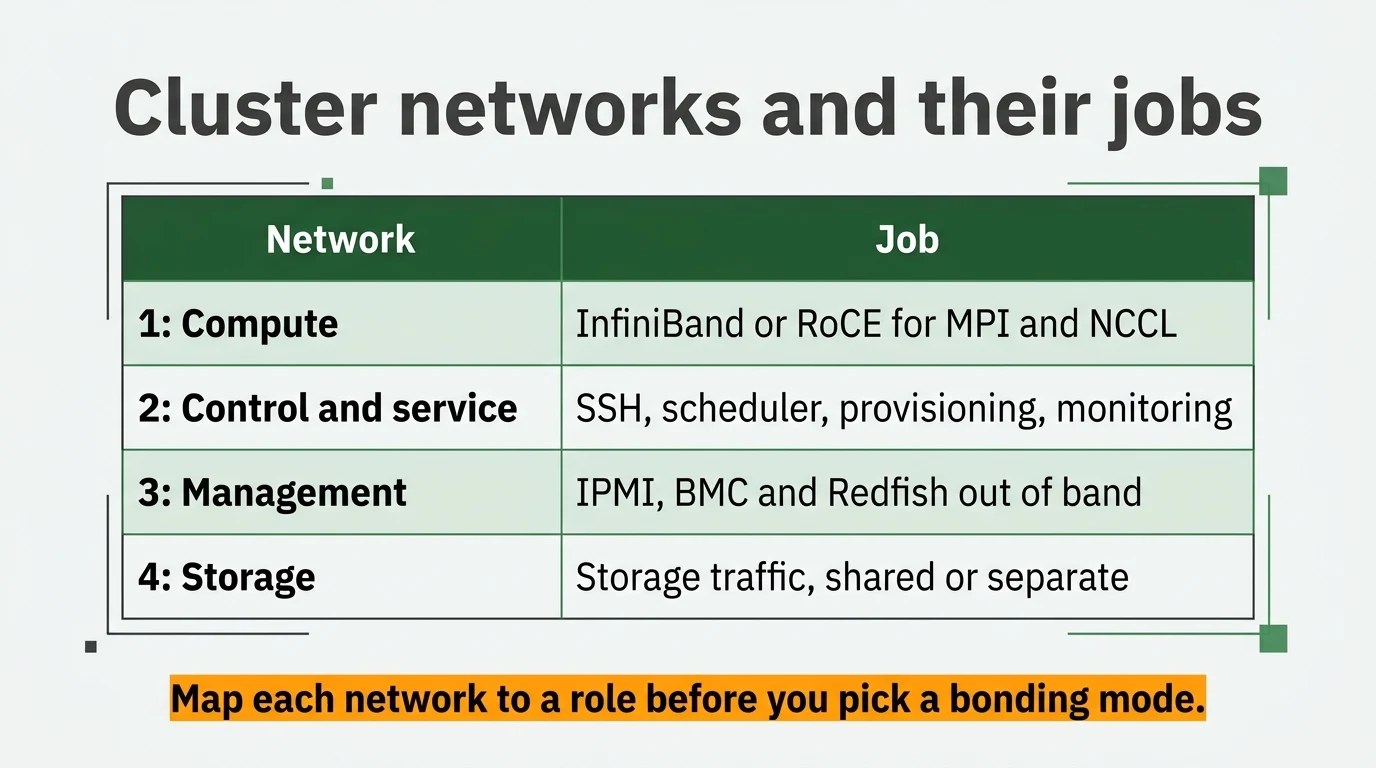 Cluster networks and their jobs
Network Job
1: Compute InfiniBand or RoCE for MPI and NCCL
2: Control and service SSH, scheduler, provisioning, monitoring
3: Management IPMI, BMC and Redfish out of band
4: Storage Storage traffic, shared or separate
Map each network to a role before you pick a bonding mode.